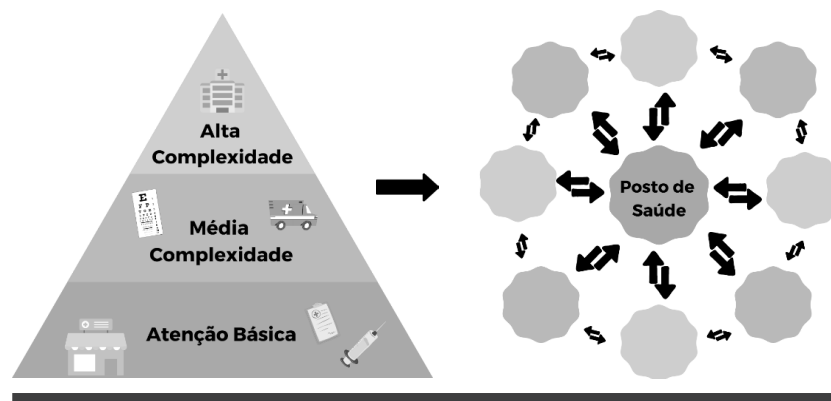 Alta
Complexidade
Média
Complexidade
Atenção Básica
Posto de
Saúde